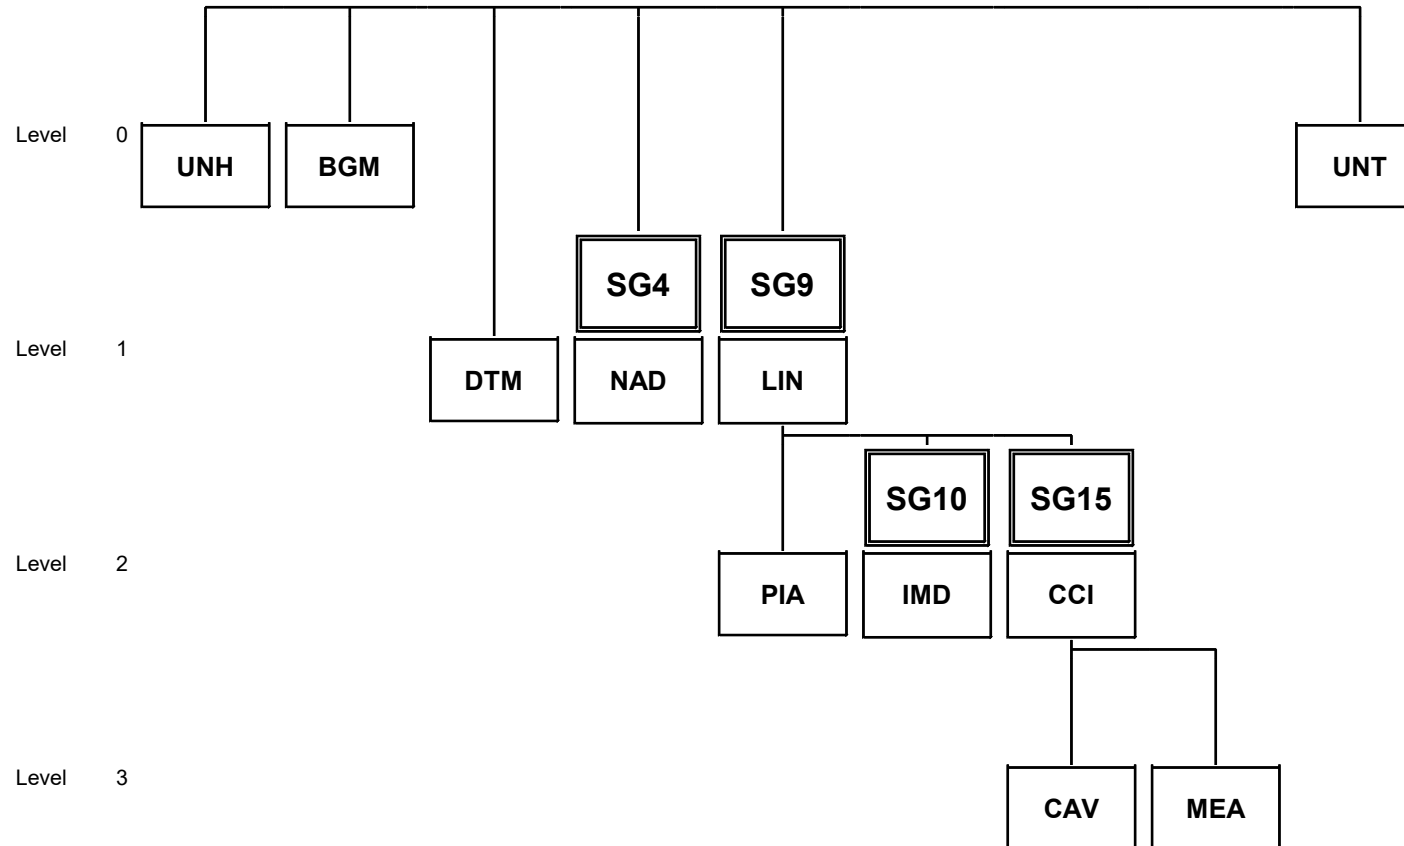 Level 0
UNH BGM UNT
SG4 SG9
Level 1
DTM NAD LIN
SG10 SG15
Level 2
PIA IMD CCI
Level 3
CAV MEA